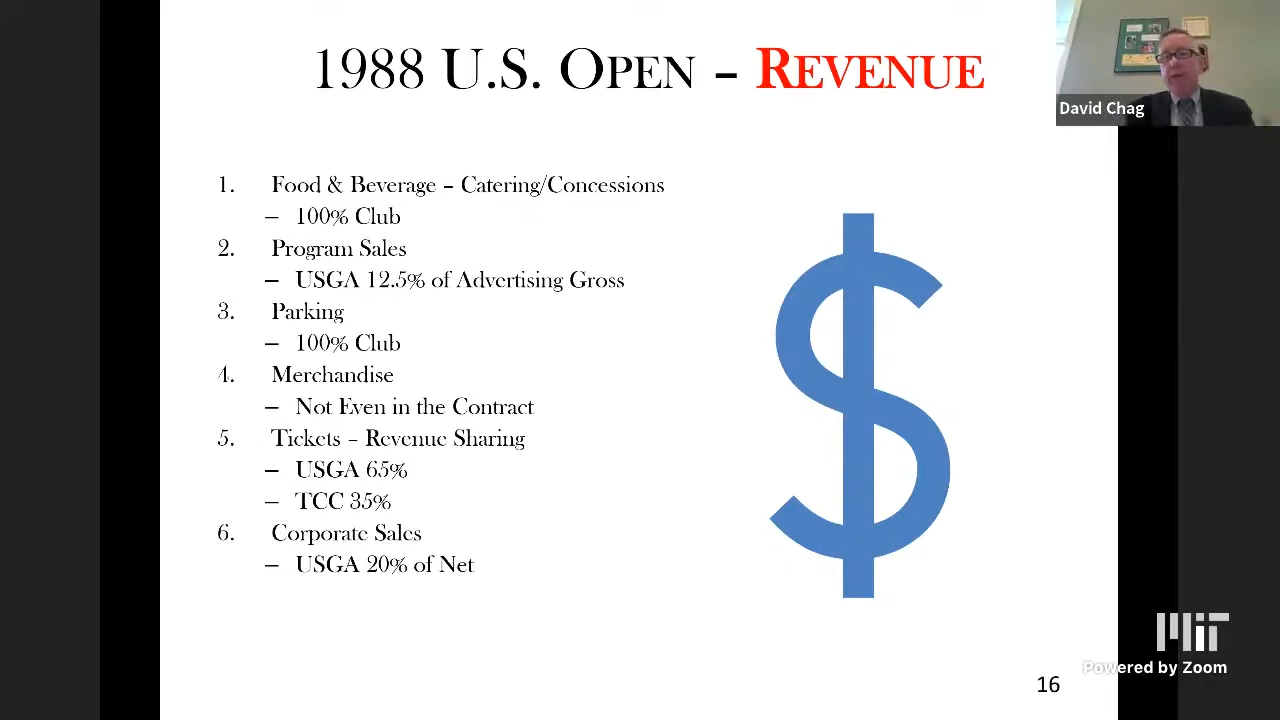 1988 U.S. OPEN – REVENUE
David Chag
1. Food & Beverage – Catering/Concessions
– 100% Club
2. Program Sales
– USGA 12.5% of Advertising Gross
3. Parking
– 100% Club
4. Merchandise
– Not Even in the Contract
5. Tickets – Revenue Sharing
– USGA 65%
– TCC 35%
6. Corporate Sales
– USGA 20% of Net
$
MIT
Powered by Zoom
16